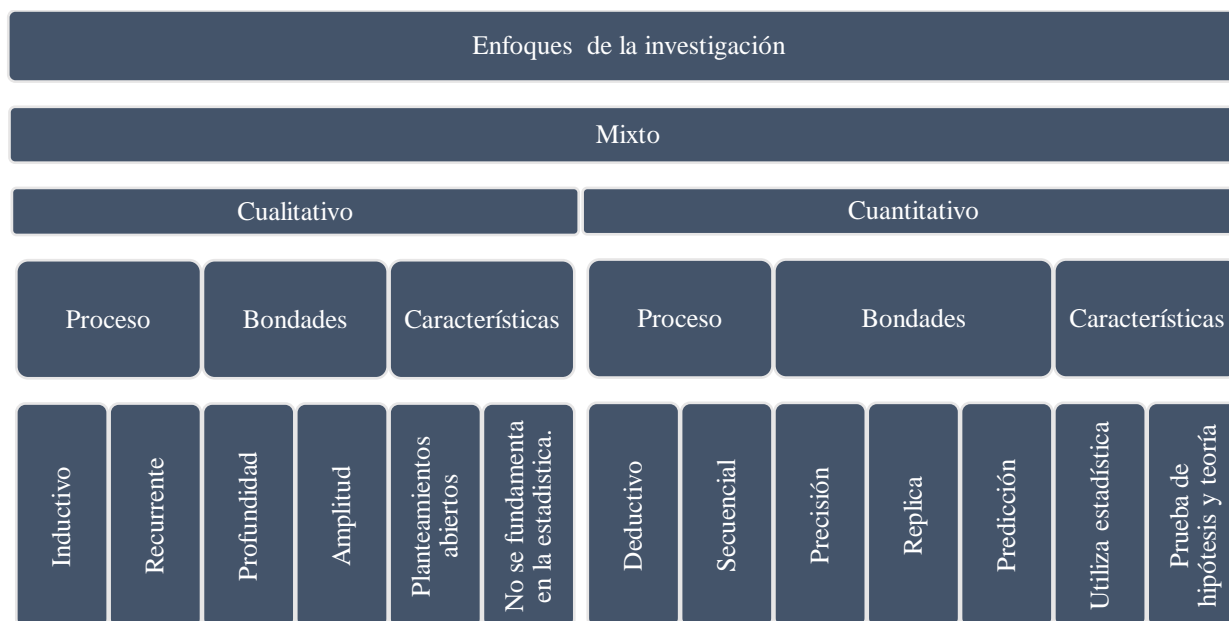 Enfoques de la investigación
Mixto
Cualitativo
Cuantitativo
Proceso
Bondades
Características
Proceso
Bondades
Características
Inductivo
Recurrente
Profundidad
Amplitud
Planteamientos
abiertos
No se fundamenta
en la estadistica.
Deductivo
Secuencial
Precisión
Replica
Predicción
Utiliza estadística
Prueba de
hipótesis y teoría